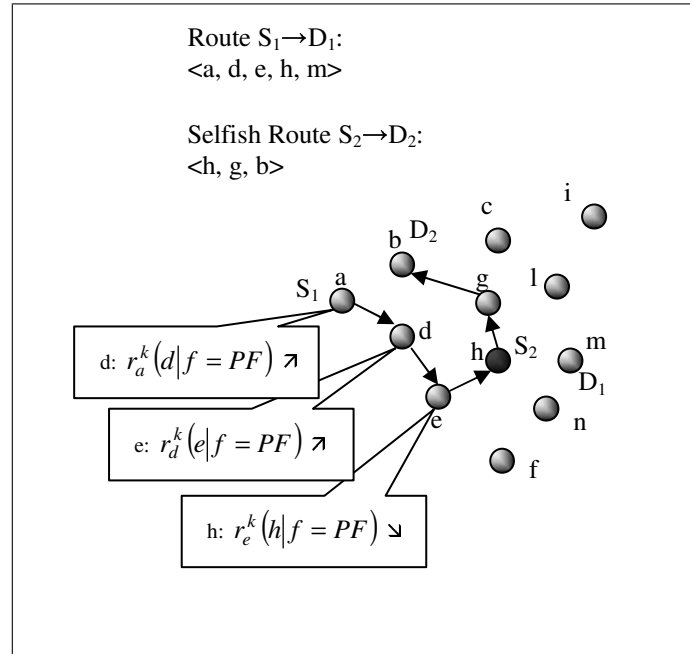 Route S₁→D₁:
<a, d, e, h, m>
Selfish Route S₂→D₂:
<h, g, b>
i
c
D₂
b
g
l
S₁
a
d
h
S₂
m
D₁
e
n
f
d: r_a^k(d|f = PF) ↗
e: r_d^k(e|f = PF) ↗
h: r_e^k(h|f = PF) ↘